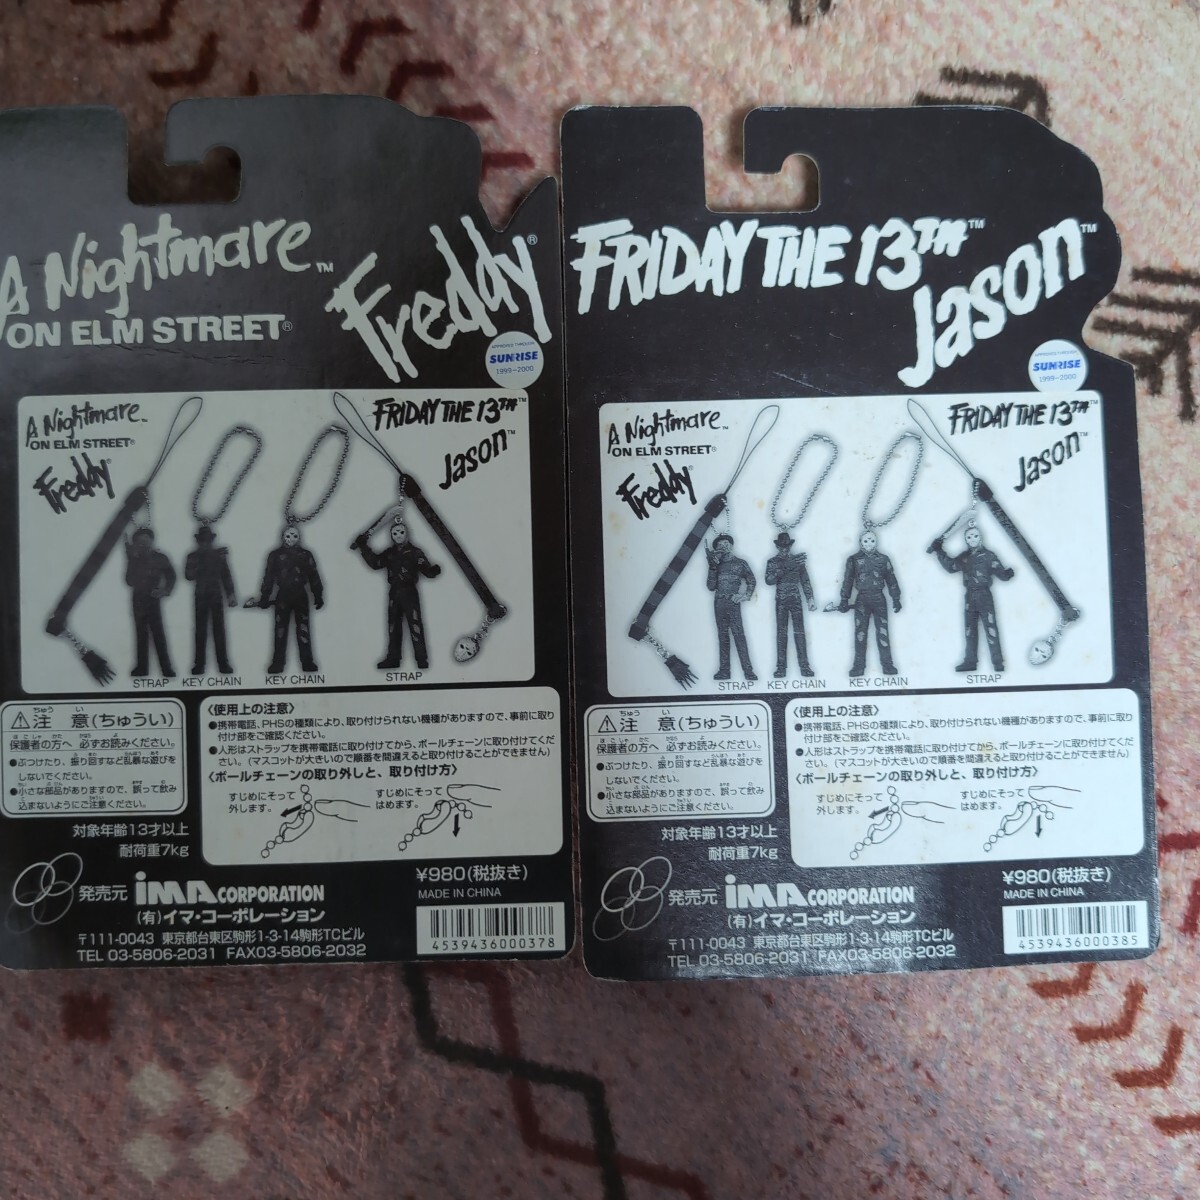 A Nightmare™
ON ELM STREET®
Freddy®
APPROVED THROUGH
SUNRISE
1999-2000
A Nightmare™
ON ELM STREET®
Freddy®
FRIDAY THE 13TH™
Jason™
STRAP KEY CHAIN KEY CHAIN STRAP
⚠注 意(ちゅうい)
保護者の方へ 必ずお読みください。
●ぶつけたり、振り回すなど乱暴な遊びを
しないでください。
●小さな部品がありますので、誤って飲み
込まないようにご注意ください。
対象年齢13才以上
耐荷重7kg
〈使用上の注意〉
●携帯電話、PHSの種類により、取り付けられない機種がありますので、事前に取り
付け部をご確認ください。
●人形はストラップを携帯電話に取り付けてから、ボールチェーンに取り付けてくだ
さい。(マスコットが大きいので順番を間違えると取り付けることができません)
〈ボールチェーンの取り外しと、取り付け方〉
すじめにそって
外します。
すじめにそって
はめます。
発売元 iMA CORPORATION
(有)イマ・コーポレーション
〒111-0043 東京都台東区駒形1-3-14駒形TCビル
TEL 03-5806-2031 FAX03-5806-2032
¥980(税抜き)
MADE IN CHINA
4539436000378
FRIDAY THE 13TH™
Jason™
APPROVED THROUGH
SUNRISE
1999-2000
A Nightmare™
ON ELM STREET®
Freddy®
FRIDAY THE 13TH™
Jason™
STRAP KEY CHAIN KEY CHAIN STRAP
⚠注 意(ちゅうい)
保護者の方へ 必ずお読みください。
●ぶつけたり、振り回すなど乱暴な遊びを
しないでください。
●小さな部品がありますので、誤って飲み
込まないようにご注意ください。
対象年齢13才以上
耐荷重7kg
〈使用上の注意〉
●携帯電話、PHSの種類により、取り付けられない機種がありますので、事前に取り
付け部をご確認ください。
●人形はストラップを携帯電話に取り付けてから、ボールチェーンに取り付けてくだ
さい。(マスコットが大きいので順番を間違えると取り付けることができません)
〈ボールチェーンの取り外しと、取り付け方〉
すじめにそって
外します。
すじめにそって
はめます。
発売元 iMA CORPORATION
(有)イマ・コーポレーション
〒111-0043 東京都台東区駒形1-3-14駒形TCビル
TEL 03-5806-2031 FAX03-5806-2032
¥980(税抜き)
MADE IN CHINA
4539436000385